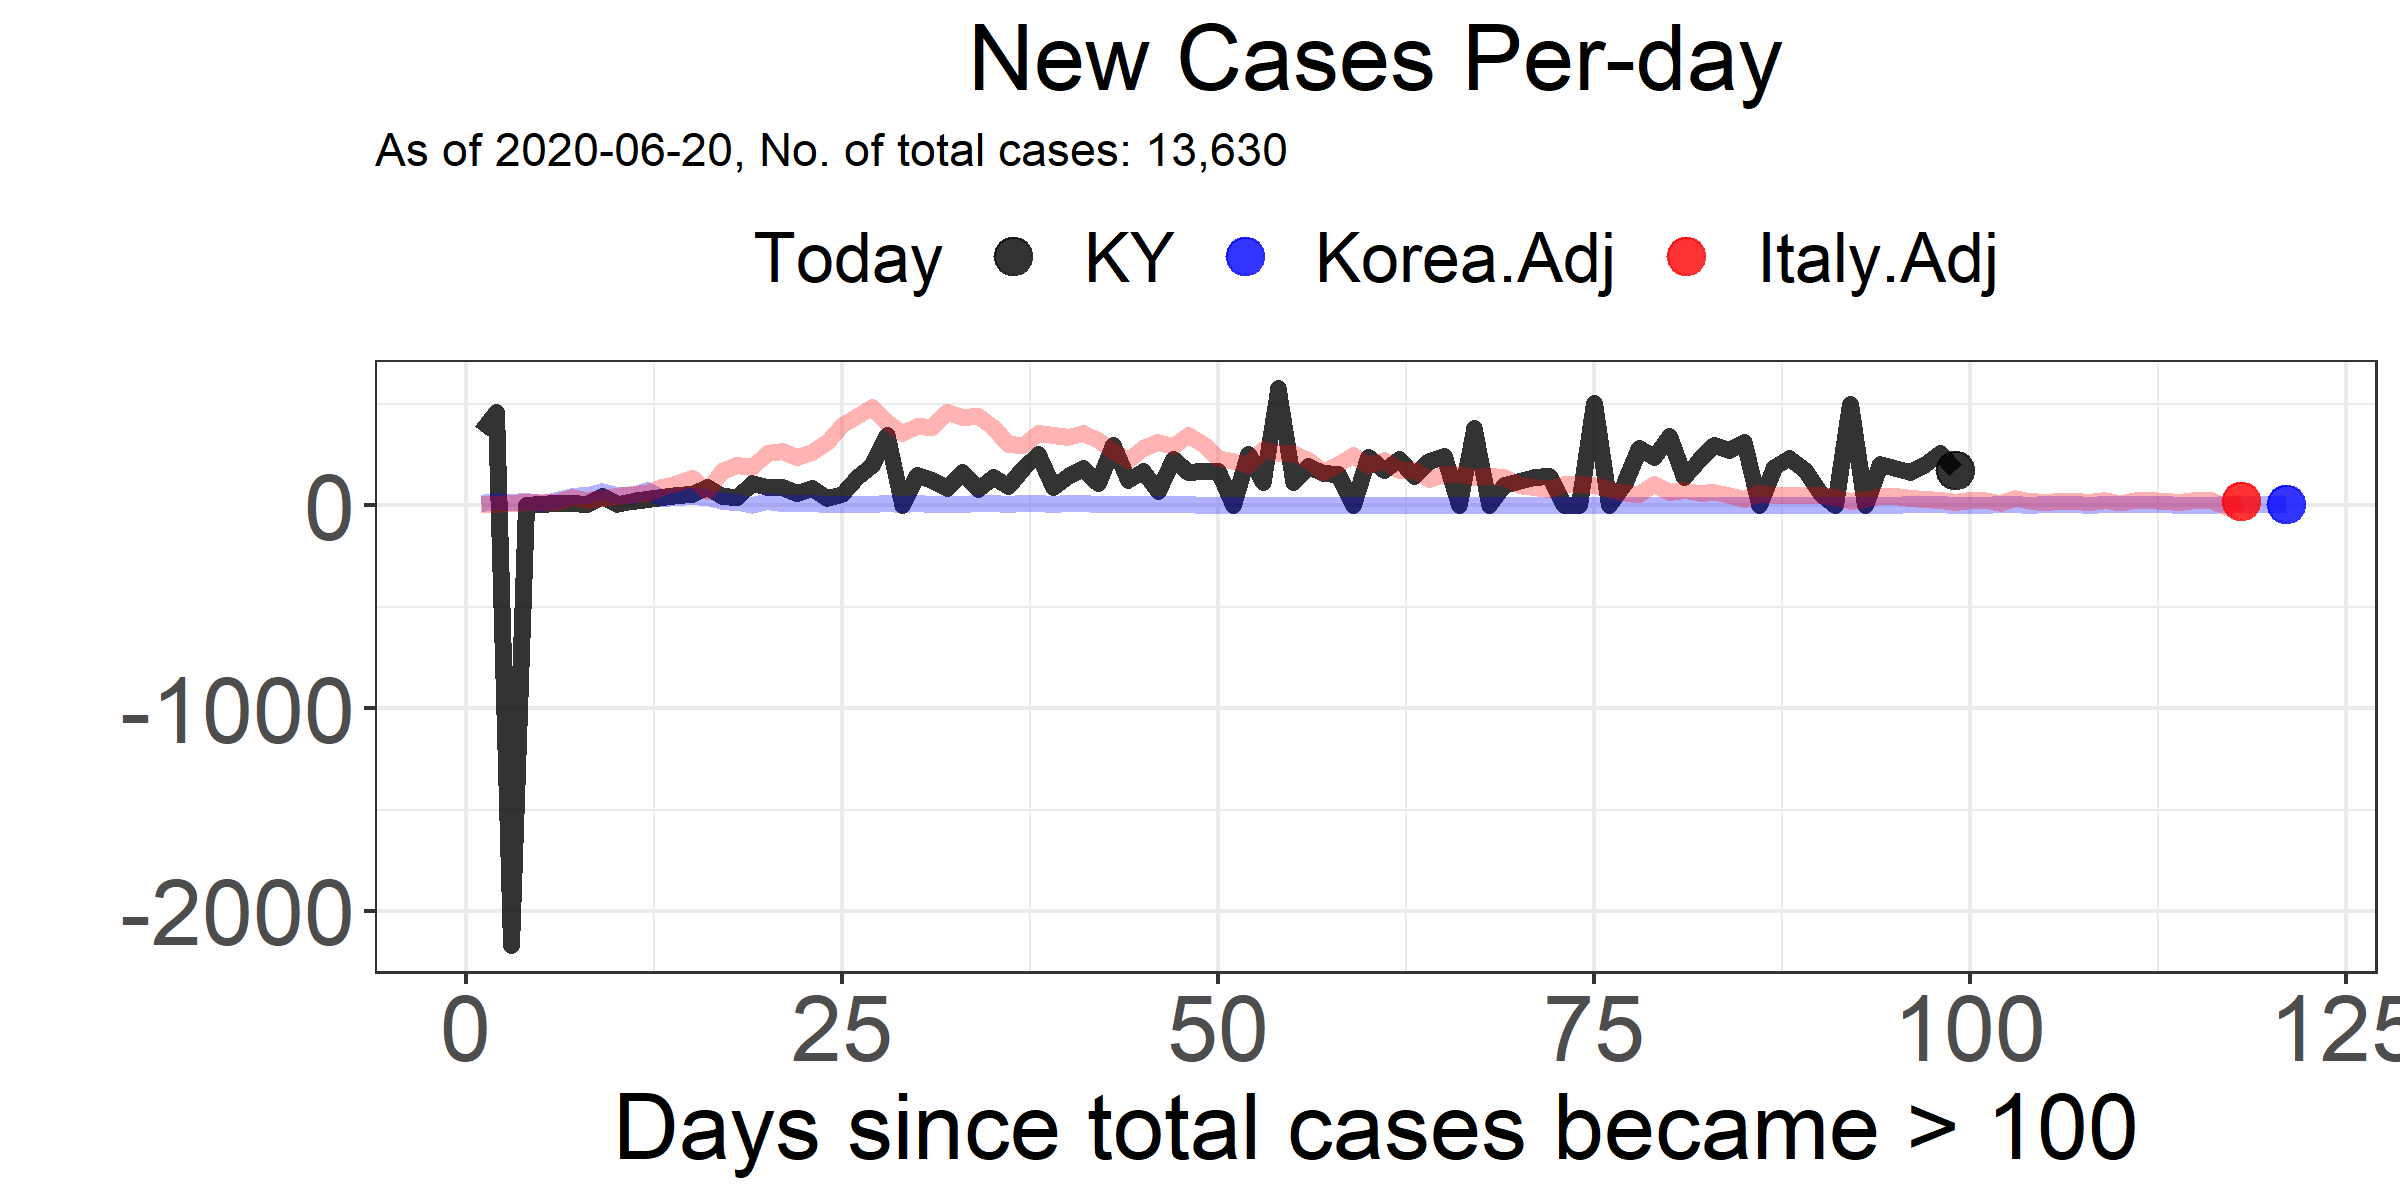 New Cases Per-day
As of 2020-06-20, No. of total cases: 13,630
Today KY Korea.Adj Italy.Adj
0
-1000
-2000
0 25 50 75 100 125
Days since total cases became > 100